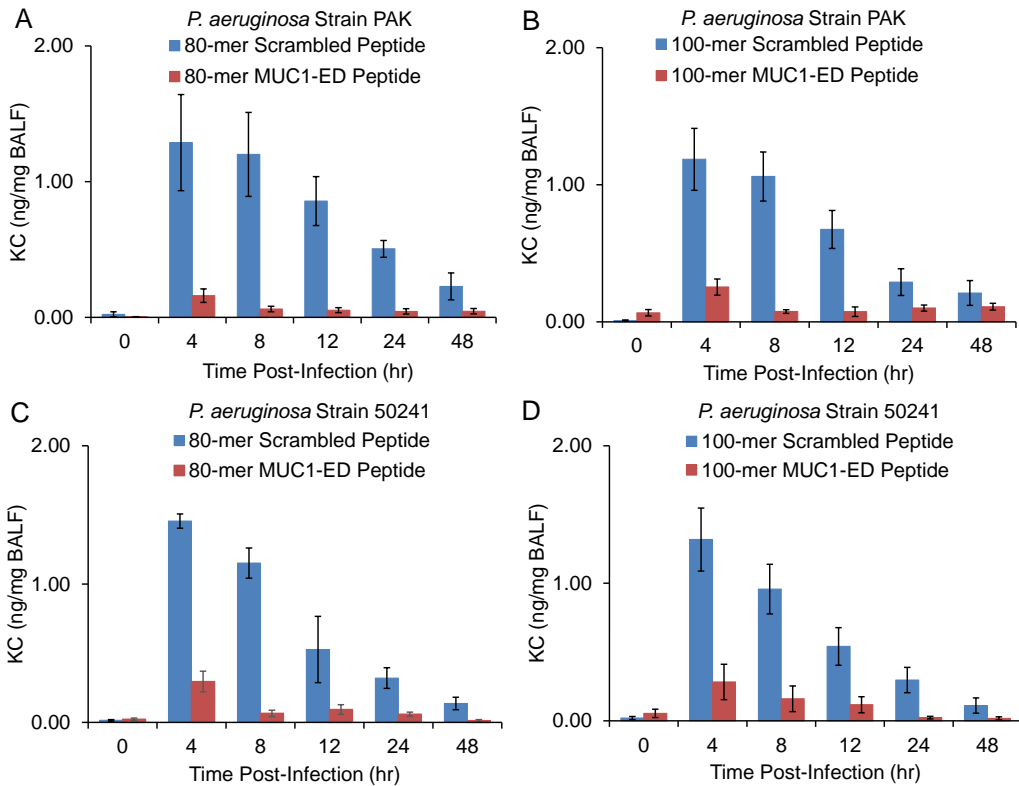 A
P. aeruginosa Strain PAK
80-mer Scrambled Peptide
80-mer MUC1-ED Peptide
KC (ng/mg BALF)
2.00
1.00
0.00
0 4 8 12 24 48
Time Post-Infection (hr)
B
P. aeruginosa Strain PAK
100-mer Scrambled Peptide
100-mer MUC1-ED Peptide
KC (ng/mg BALF)
2.00
1.00
0.00
0 4 8 12 24 48
Time Post-Infection (hr)
C
P. aeruginosa Strain 50241
80-mer Scrambled Peptide
80-mer MUC1-ED Peptide
KC (ng/mg BALF)
2.00
1.00
0.00
0 4 8 12 24 48
Time Post-Infection (hr)
D
P. aeruginosa Strain 50241
100-mer Scrambled Peptide
100-mer MUC1-ED Peptide
KC (ng/mg BALF)
2.00
1.00
0.00
0 4 8 12 24 48
Time Post-Infection (hr)